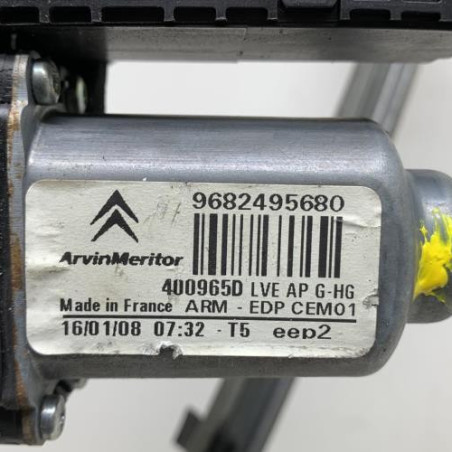 9682495680
ArvinMeritor
400965D LVE AP G-HG
Made in France ARM - EDP CEM01
16/01/08 07:32 - T5 eep2